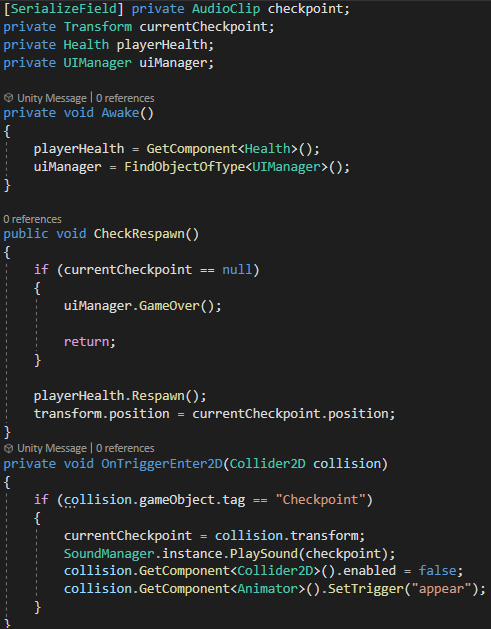 [SerializeField] private AudioClip checkpoint;
private Transform currentCheckpoint;
private Health playerHealth;
private UIManager uiManager;
Unity Message | 0 references
private void Awake()
{
    playerHealth = GetComponent<Health>();
    uiManager = FindObjectOfType<UIManager>();
}
0 references
public void CheckRespawn()
{
    if (currentCheckpoint == null)
    {
        uiManager.GameOver();
        return;
    }
    playerHealth.Respawn();
    transform.position = currentCheckpoint.position;
}
Unity Message | 0 references
private void OnTriggerEnter2D(Collider2D collision)
{
    if (collision.gameObject.tag == "Checkpoint")
    {
        currentCheckpoint = collision.transform;
        SoundManager.instance.PlaySound(checkpoint);
        collision.GetComponent<Collider2D>().enabled = false;
        collision.GetComponent<Animator>().SetTrigger("appear");
    }
}